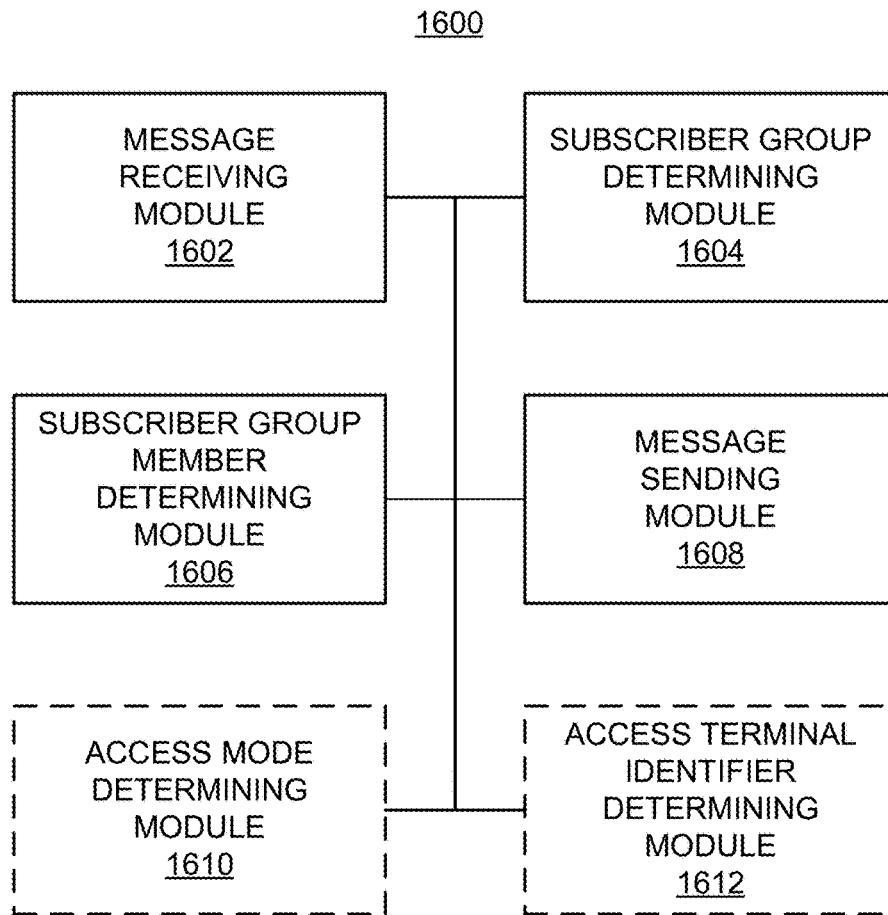 1600
MESSAGE
RECEIVING
MODULE
1602
SUBSCRIBER GROUP
DETERMINING
MODULE
1604
SUBSCRIBER GROUP
MEMBER
DETERMINING
MODULE
1606
MESSAGE
SENDING
MODULE
1608
ACCESS MODE
DETERMINING
MODULE
1610
ACCESS TERMINAL
IDENTIFIER
DETERMINING
MODULE
1612